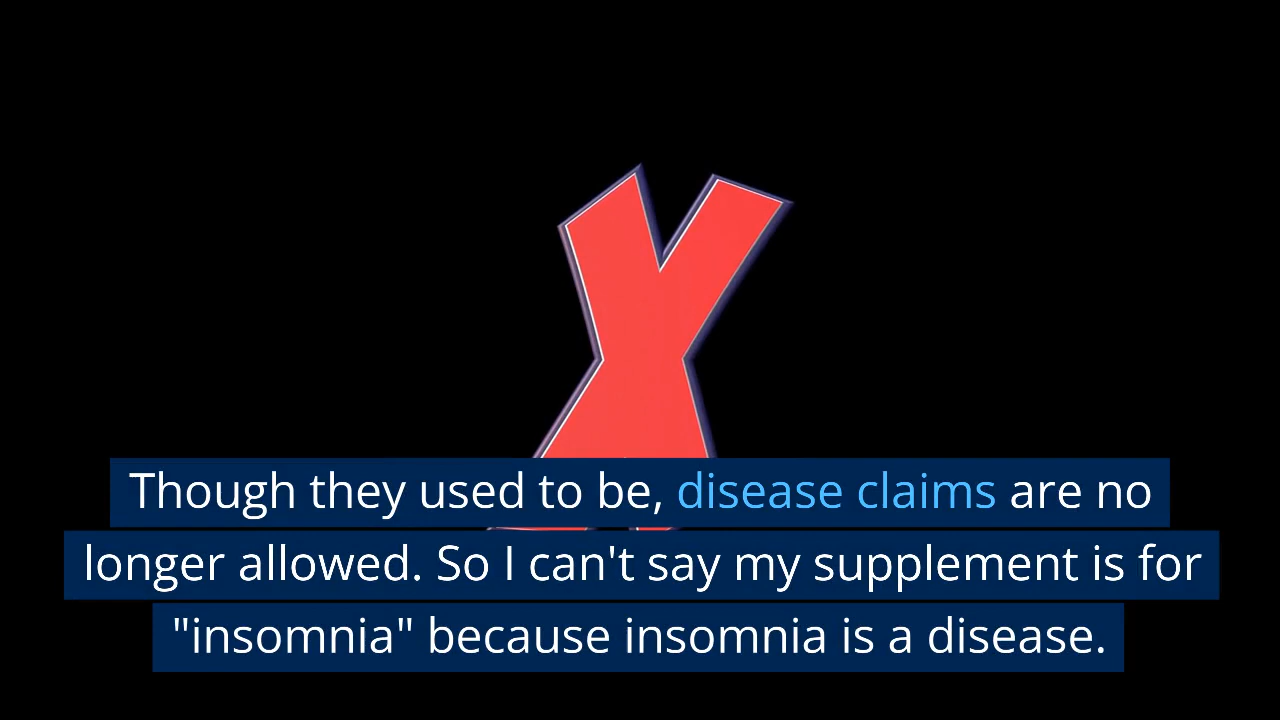 Though they used to be, disease claims are no
longer allowed. So I can't say my supplement is for
"insomnia" because insomnia is a disease.